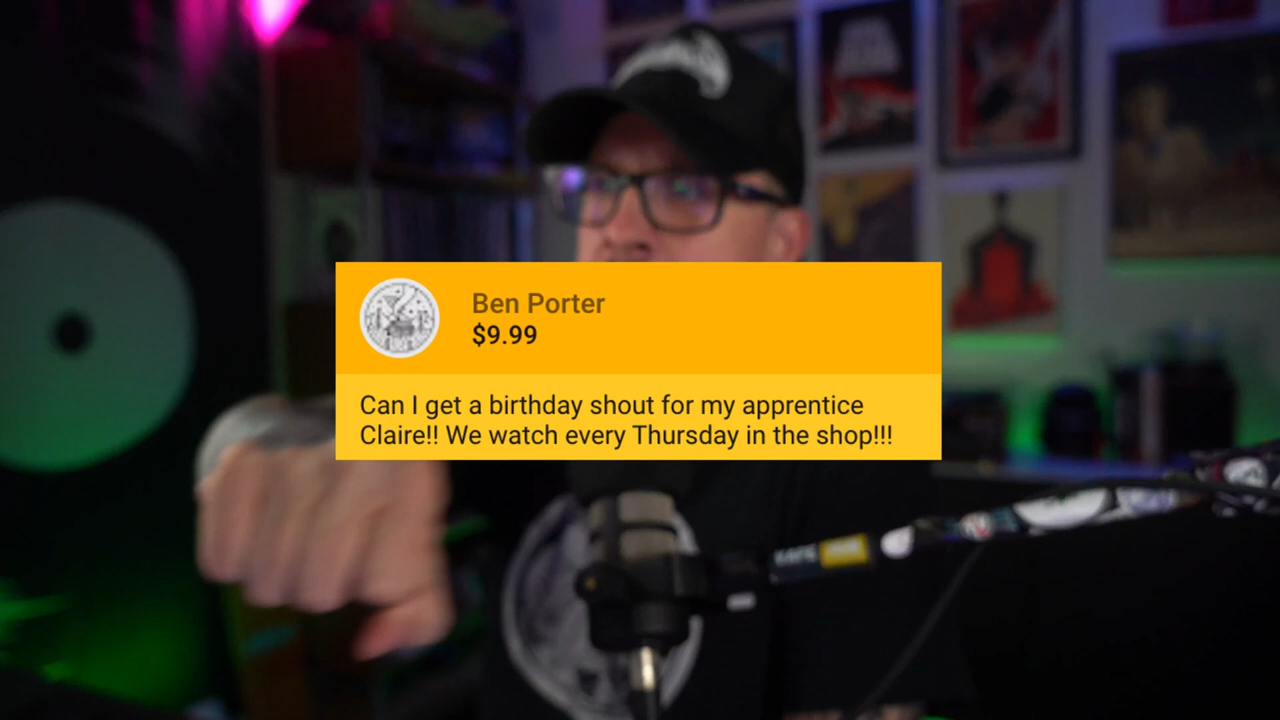 Ben Porter
$9.99
Can I get a birthday shout for my apprentice
Claire!! We watch every Thursday in the shop!!!